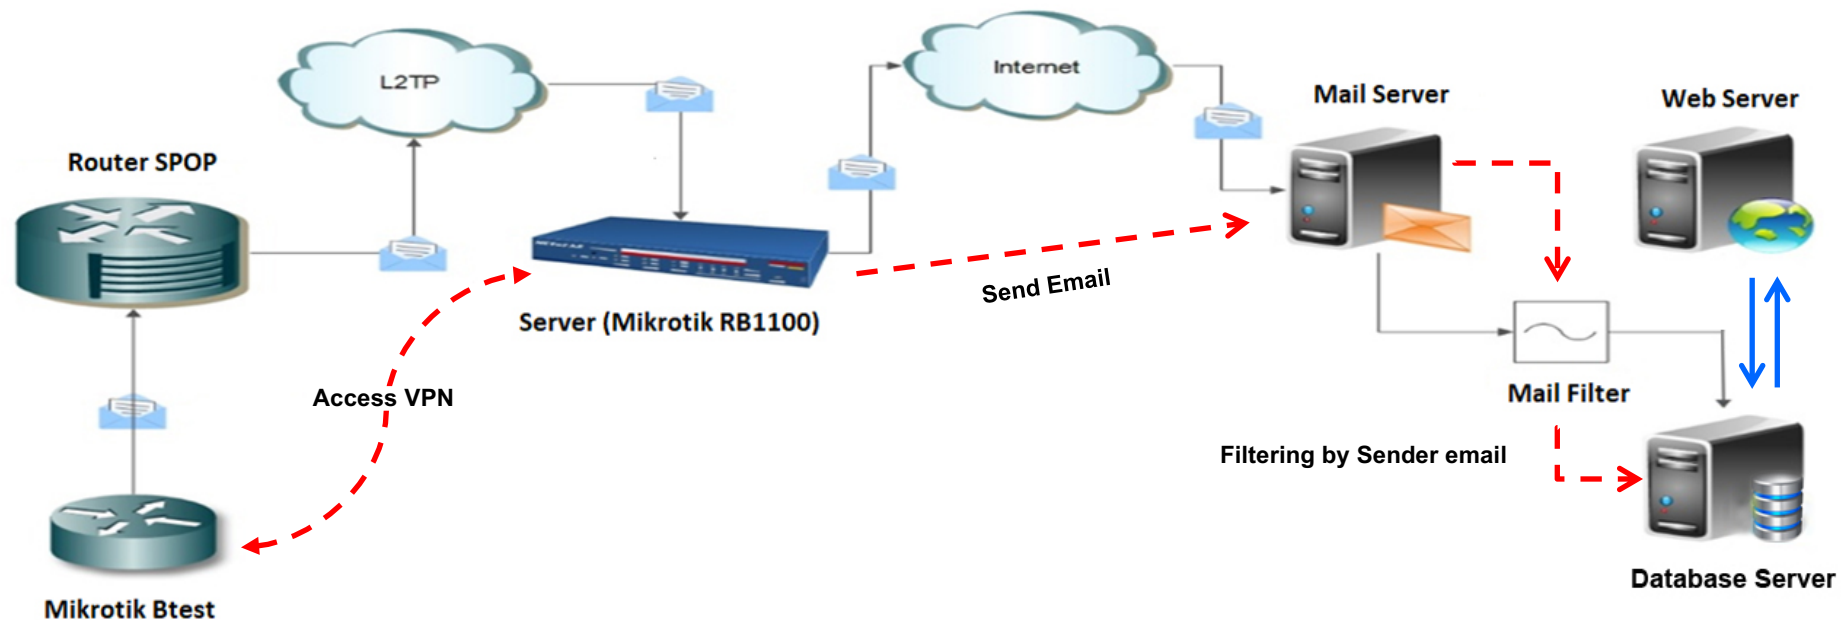 L2TP
Internet
Mail Server
Web Server
Router SPOP
Send Email
Server (Mikrotik RB1100)
Access VPN
Mail Filter
Filtering by Sender email
Database Server
Mikrotik Btest